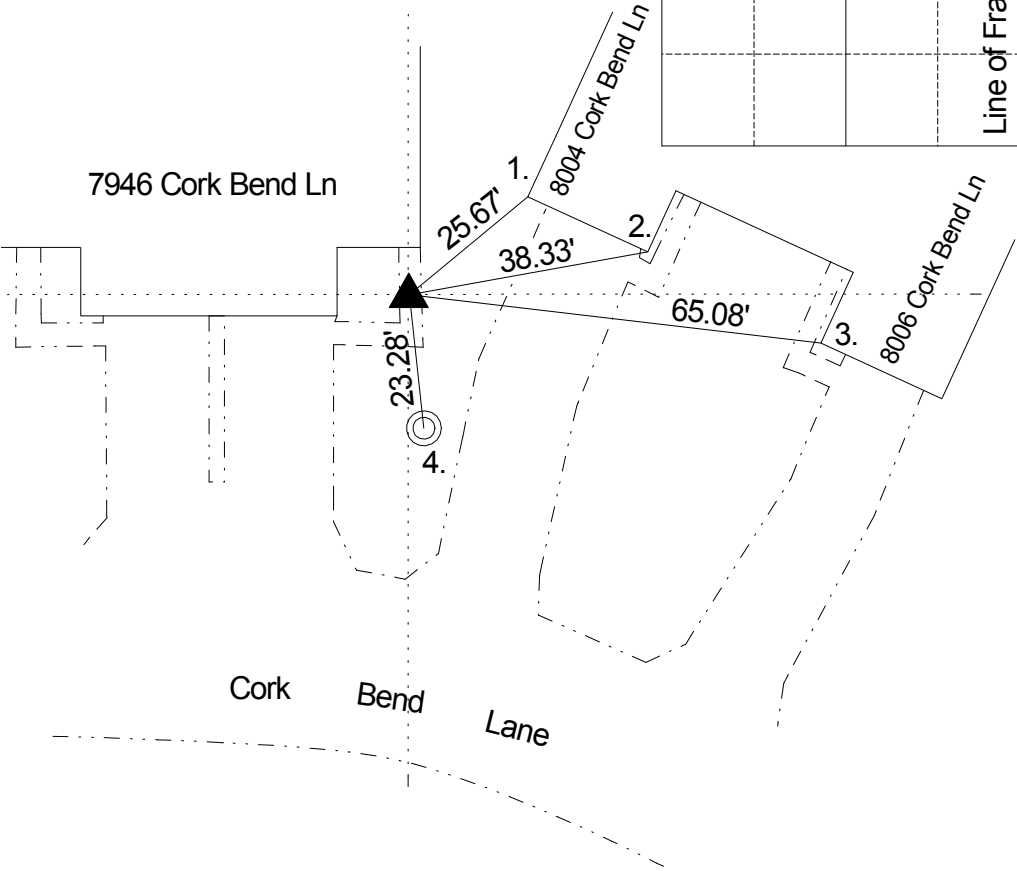 Line of Fra
8004 Cork Bend Ln
1.
7946 Cork Bend Ln
25.67'
2.
38.33'
65.08'
3.
8006 Cork Bend Ln
23.28'
4.
Cork Bend Lane